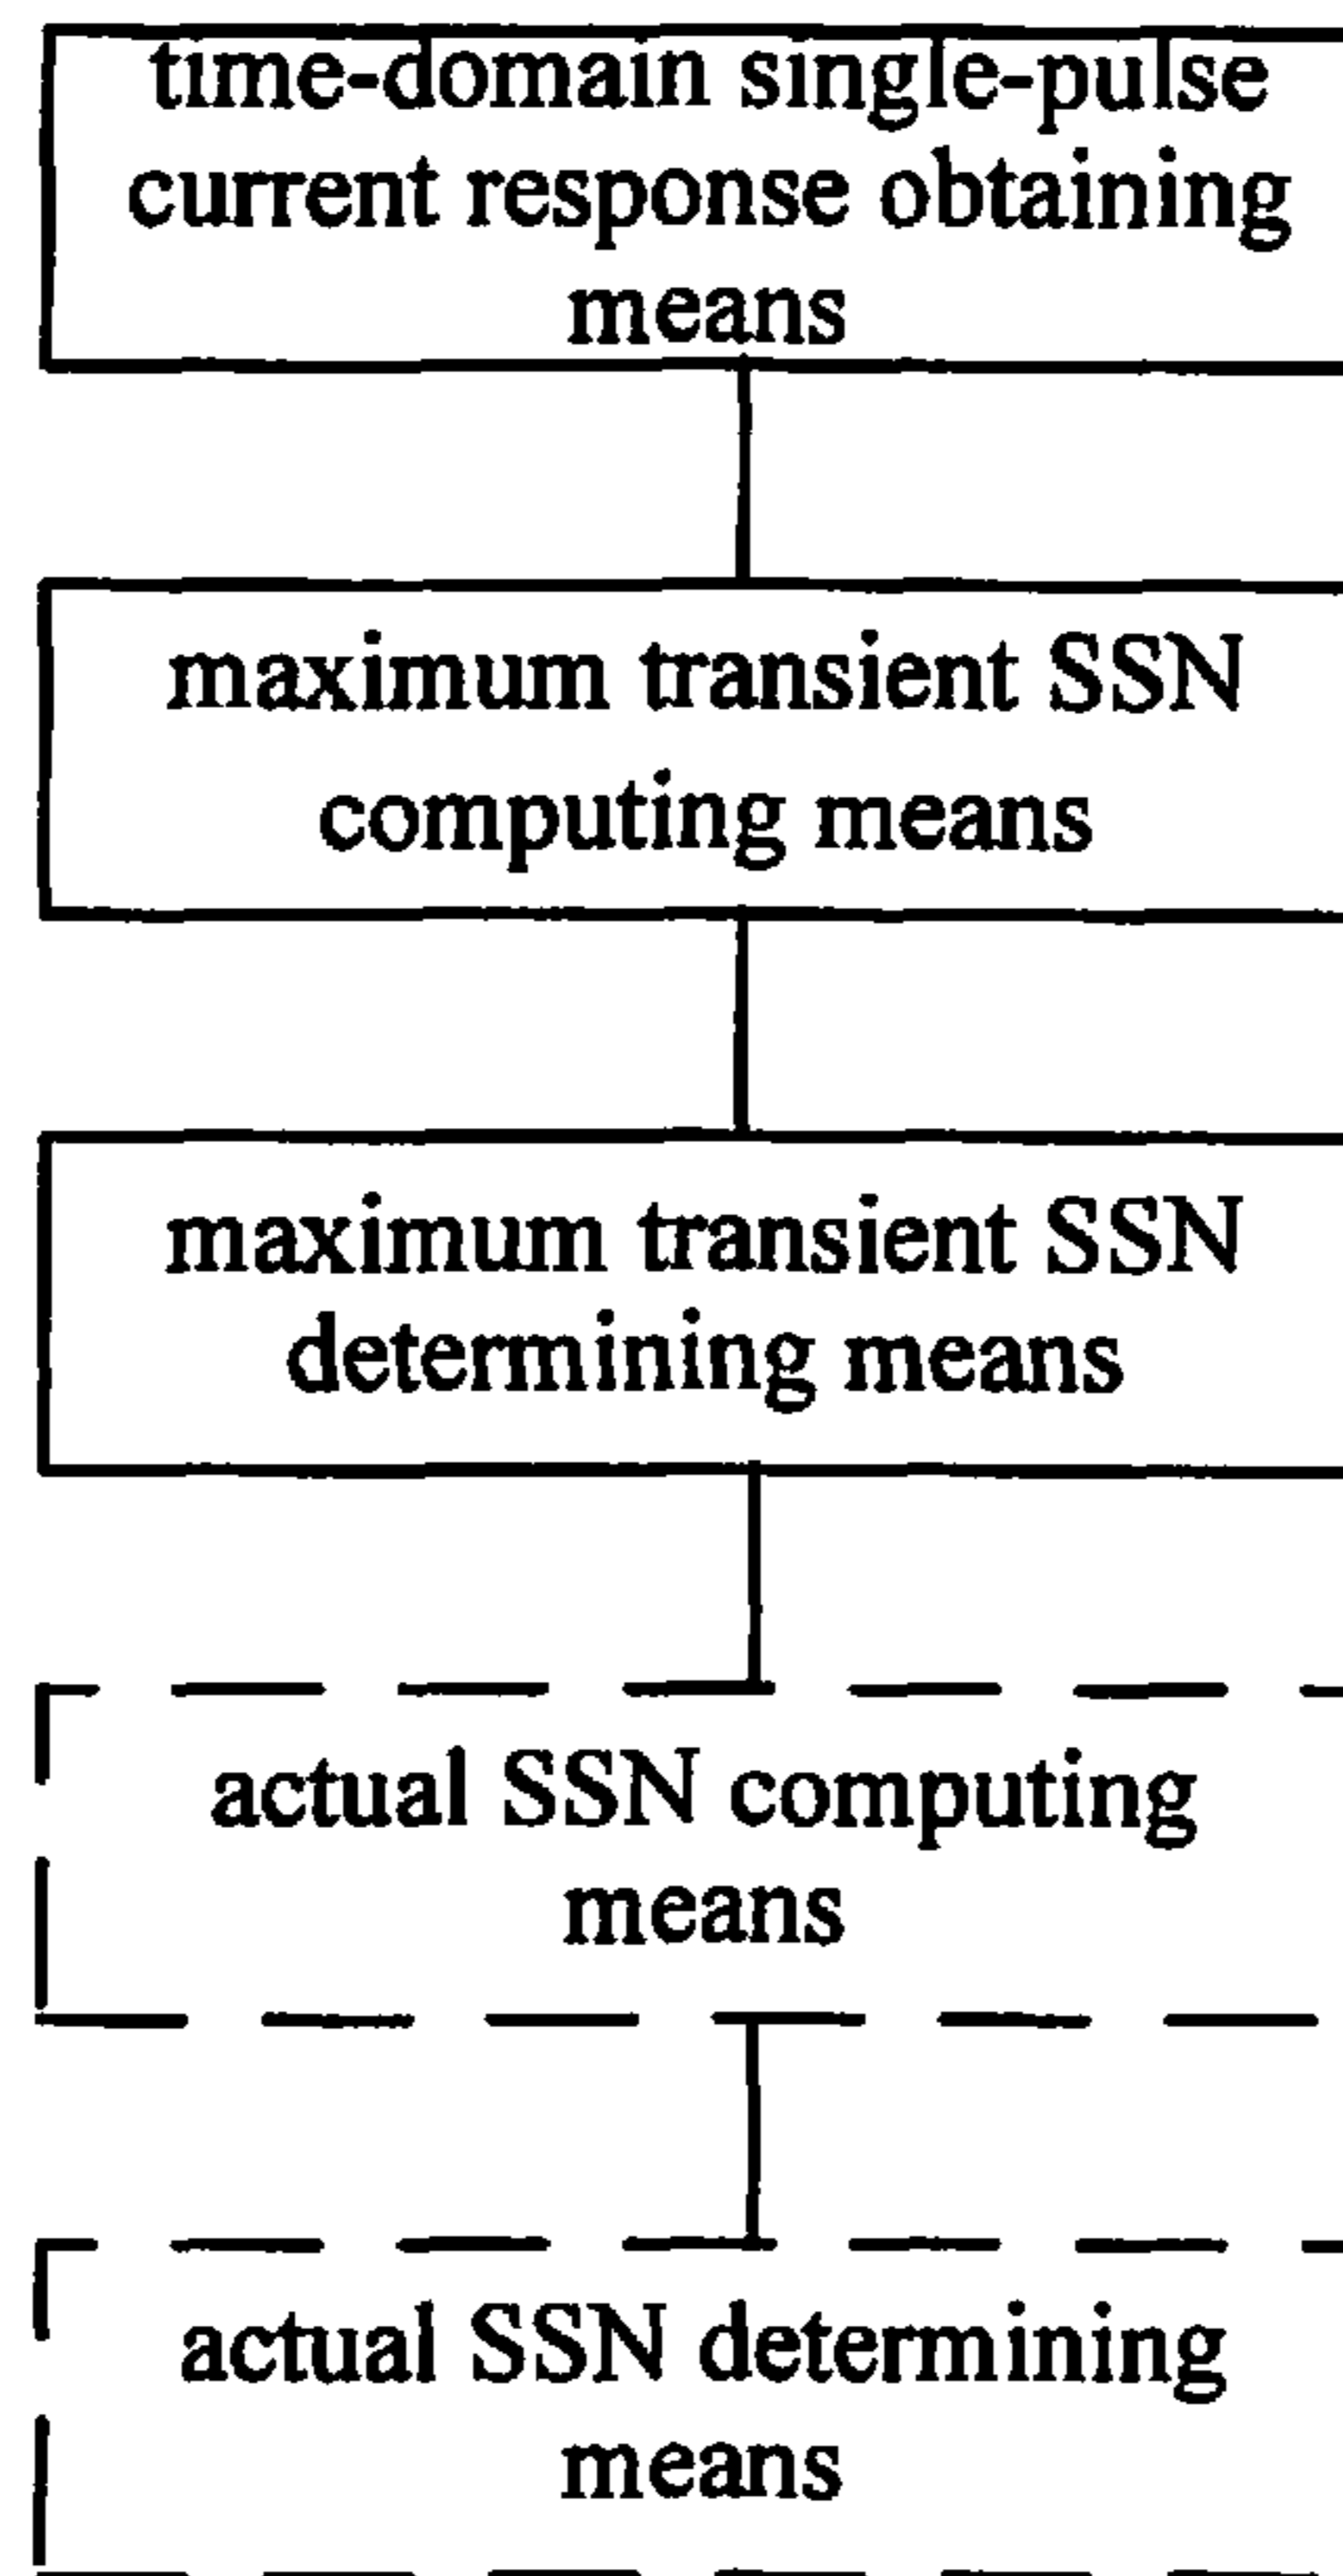 time-domain single-pulse
current response obtaining
means
maximum transient SSN
computing means
maximum transient SSN
determining means
actual SSN computing
means
actual SSN determining
means